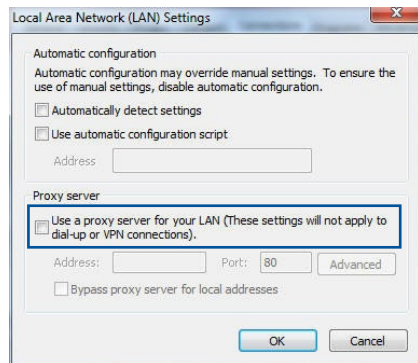 Local Area Network (LAN) Settings
Automatic configuration
Automatic configuration may override manual settings. To ensure the
use of manual settings, disable automatic configuration.
Automatically detect settings
Use automatic configuration script
Address
Proxy server
Use a proxy server for your LAN (These settings will not apply to
dial-up or VPN connections).
Address: Port: 80 Advanced
Bypass proxy server for local addresses
OK Cancel